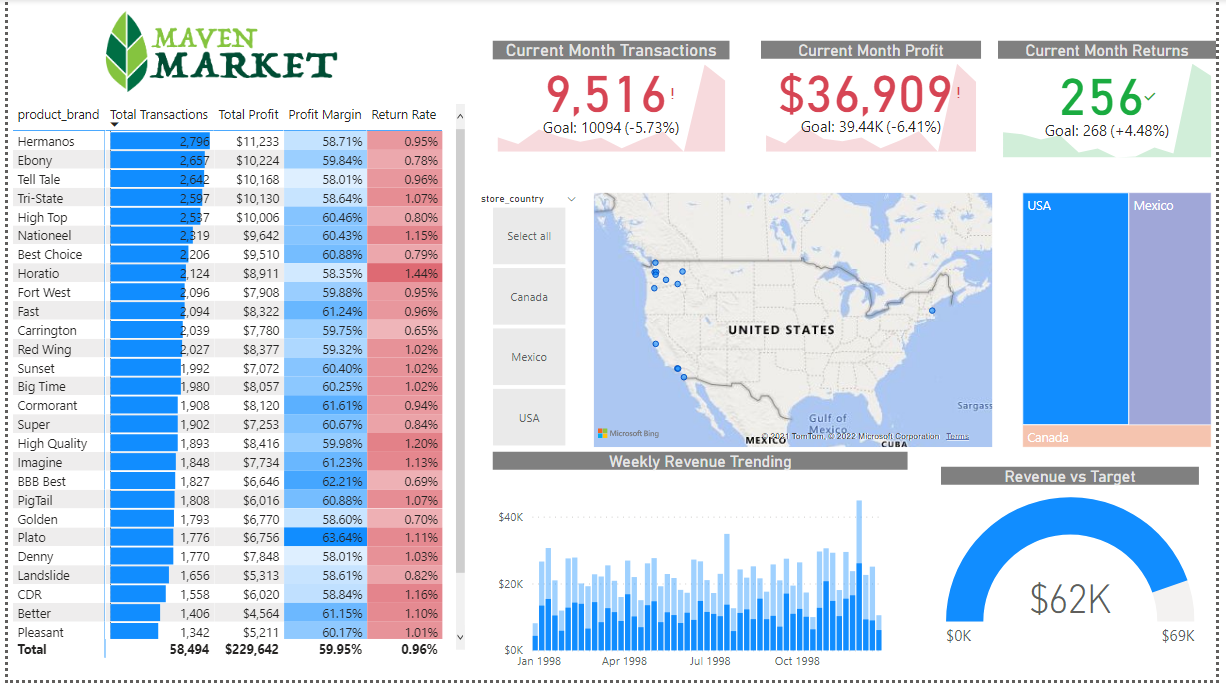 MAVEN
MARKET
Current Month Transactions
9,516!
Goal: 10094 (-5.73%)
Current Month Profit
$36,909!
Goal: 39.44K (-6.41%)
Current Month Returns
256
Goal: 268 (+4.48%)
product_brand Total Transactions Total Profit Profit Margin Return Rate
Hermanos 2,796 $11,233 58.71% 0.95%
Ebony 2,657 $10,224 59.84% 0.78%
Tell Tale 2,642 $10,168 58.01% 0.96%
Tri-State 2,597 $10,130 58.64% 1.07%
High Top 2,537 $10,006 60.46% 0.80%
Nationeel 2,319 $9,642 60.43% 1.15%
Best Choice 2,206 $9,510 60.88% 0.79%
Horatio 2,124 $8,911 58.35% 1.44%
Fort West 2,096 $7,908 59.88% 0.95%
Fast 2,094 $8,322 61.24% 0.96%
Carrington 2,039 $7,780 59.75% 0.65%
Red Wing 2,027 $8,377 59.32% 1.02%
Sunset 1,992 $7,072 60.40% 1.02%
Big Time 1,980 $8,057 60.25% 1.02%
Cormorant 1,908 $8,120 61.61% 0.94%
Super 1,902 $7,253 60.67% 0.84%
High Quality 1,893 $8,416 59.98% 1.20%
Imagine 1,848 $7,734 61.23% 1.13%
BBB Best 1,827 $6,646 62.21% 0.69%
PigTail 1,808 $6,016 60.88% 1.07%
Golden 1,793 $6,770 58.60% 0.70%
Plato 1,776 $6,756 63.64% 1.11%
Denny 1,770 $7,848 58.01% 1.03%
Landslide 1,656 $5,313 58.61% 0.82%
CDR 1,558 $6,020 58.84% 1.16%
Better 1,406 $4,564 61.15% 1.10%
Pleasant 1,342 $5,211 60.17% 1.01%
Total 58,494 $229,642 59.95% 0.96%
store_country
Select all
Canada
Mexico
USA
UNITED STATES
Gulf of
Mexico
Sargass
MEXICO
CUBA
Microsoft Bing
TomTom, © 2022 Microsoft Corporation Terms
USA
Mexico
Canada
Weekly Revenue Trending
$40K
$20K
$0K
Jan 1998 Apr 1998 Jul 1998 Oct 1998
Revenue vs Target
$62K
$0K $69K